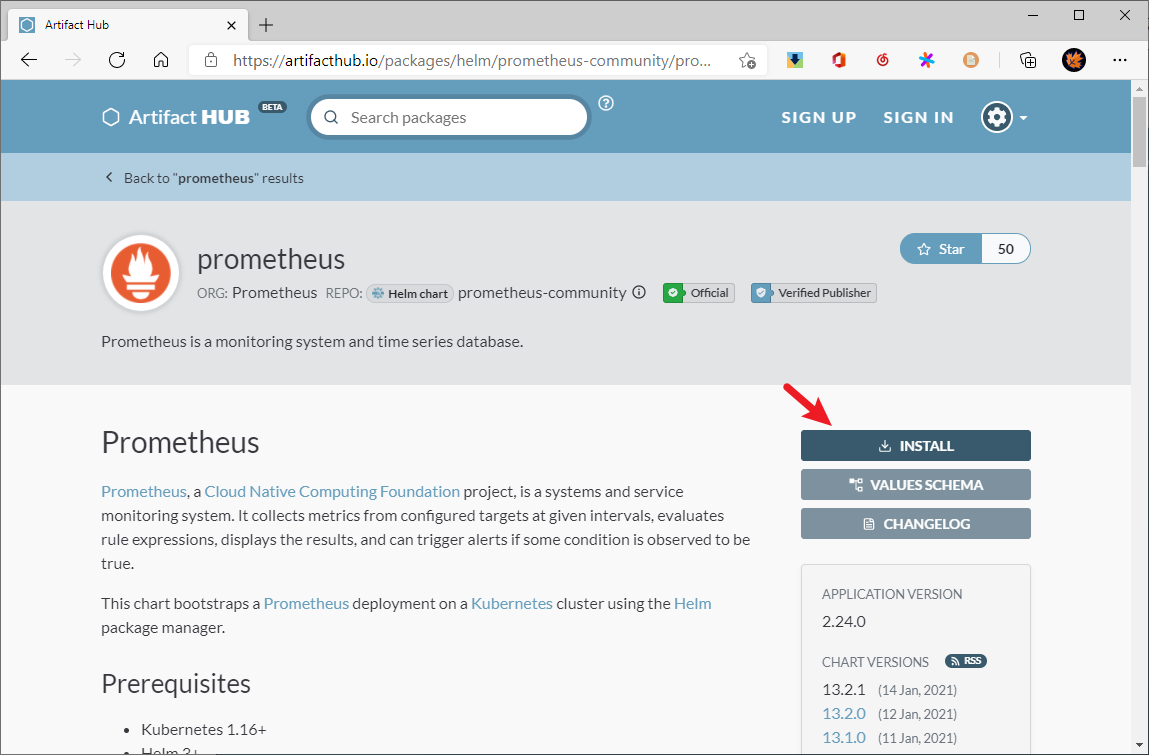 Artifact Hub
https://artifacthub.io/packages/helm/prometheus-community/pro...
Artifact HUB BETA
Search packages
SIGN UP SIGN IN
Back to "prometheus" results
prometheus
Star 50
ORG: Prometheus REPO: Helm chart prometheus-community Official Verified Publisher
Prometheus is a monitoring system and time series database.
Prometheus
Prometheus, a Cloud Native Computing Foundation project, is a systems and service
monitoring system. It collects metrics from configured targets at given intervals, evaluates
rule expressions, displays the results, and can trigger alerts if some condition is observed to be
true.
This chart bootstraps a Prometheus deployment on a Kubernetes cluster using the Helm
package manager.
Prerequisites
Kubernetes 1.16+
Helm 3+
INSTALL
VALUES SCHEMA
CHANGELOG
APPLICATION VERSION
2.24.0
CHART VERSIONS RSS
13.2.1 (14 Jan, 2021)
13.2.0 (12 Jan, 2021)
13.1.0 (11 Jan, 2021)